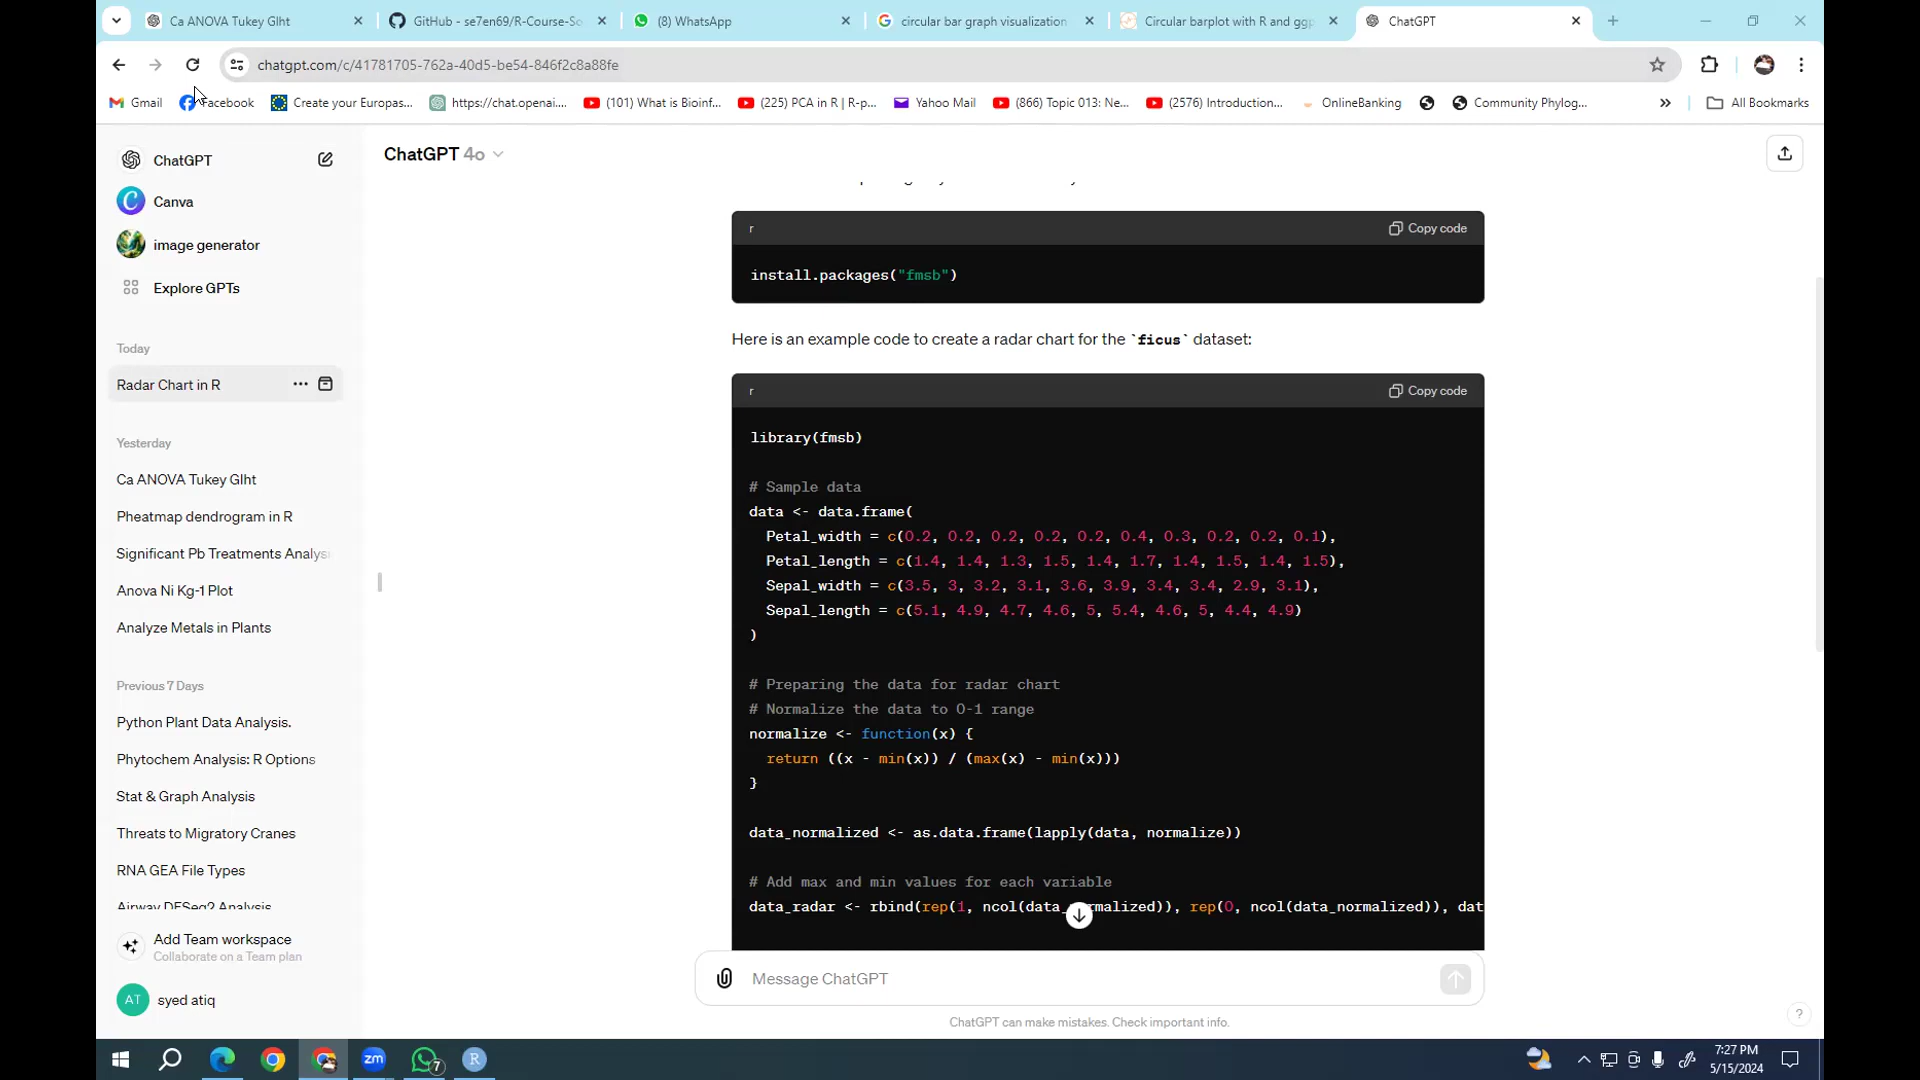 Ca ANOVA Tukey Glht
GitHub - se7en69/R-Course-So
(8) WhatsApp
circular bar graph visualization
Circular barplot with R and ggp
ChatGPT
chatgpt.com/c/41781705-762a-40d5-be54-846f2c8a88fe
Gmail
Facebook
Create your Europas...
https://chat.openai....
(101) What is Bioinf...
(225) PCA in R | R-p...
Yahoo Mail
(866) Topic 013: Ne...
(2576) Introduction...
OnlineBanking
Community Phylog...
All Bookmarks
ChatGPT
Canva
image generator
Explore GPTs
Today
Radar Chart in R
Yesterday
Ca ANOVA Tukey Glht
Pheatmap dendrogram in R
Significant Pb Treatments Analys
Anova Ni Kg-1 Plot
Analyze Metals in Plants
Previous 7 Days
Python Plant Data Analysis.
Phytochem Analysis: R Options
Stat & Graph Analysis
Threats to Migratory Cranes
RNA GEA File Types
Airway DESeq2 Analysis
Add Team workspace
Collaborate on a Team plan
AT syed atiq
ChatGPT 4o
r
Copy code
install.packages("fmsb")
Here is an example code to create a radar chart for the `ficus` dataset:
r
Copy code
library(fmsb)
# Sample data
data <- data.frame(
Petal_width = c(0.2, 0.2, 0.2, 0.2, 0.2, 0.4, 0.3, 0.2, 0.2, 0.1),
Petal_length = c(1.4, 1.4, 1.3, 1.5, 1.4, 1.7, 1.4, 1.5, 1.4, 1.5),
Sepal_width = c(3.5, 3, 3.2, 3.1, 3.6, 3.9, 3.4, 3.4, 2.9, 3.1),
Sepal_length = c(5.1, 4.9, 4.7, 4.6, 5, 5.4, 4.6, 5, 4.4, 4.9)
)
# Preparing the data for radar chart
# Normalize the data to 0-1 range
normalize <- function(x) {
return ((x - min(x)) / (max(x) - min(x)))
}
data_normalized <- as.data.frame(lapply(data, normalize))
# Add max and min values for each variable
data_radar <- rbind(rep(1, ncol(data_normalized)), rep(0, ncol(data_normalized)), dat
Message ChatGPT
ChatGPT can make mistakes. Check important info.
?
zm
7
R
7:27 PM
5/15/2024